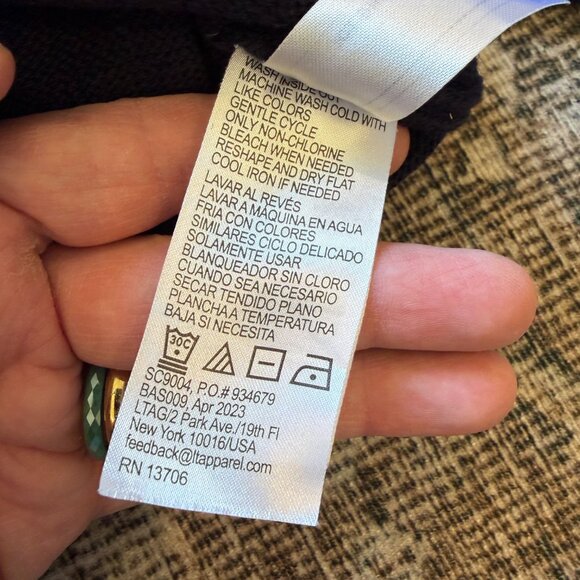 WASH INSIDE OUT
MACHINE WASH COLD WITH
LIKE COLORS
GENTLE CYCLE
ONLY NON-CHLORINE
BLEACH WHEN NEEDED
RESHAPE AND DRY FLAT
COOL IRON IF NEEDED
LAVAR AL REVÉS
LAVAR A MÁQUINA EN AGUA
FRIA CON COLORES
SIMILARES CICLO DELICADO
SOLAMENTE USAR
BLANQUEADOR SIN CLORO
CUANDO SEA NECESARIO
SECAR TENDIDO PLANO
PLANCHA A TEMPERATURA
BAJA SI NECESITA
30C
SC9004, P.O.# 934679
BAS009, Apr 2023
LTAG/2 Park Ave./19th Fl
New York 10016/USA
feedback@ltapparel.com
RN 13706